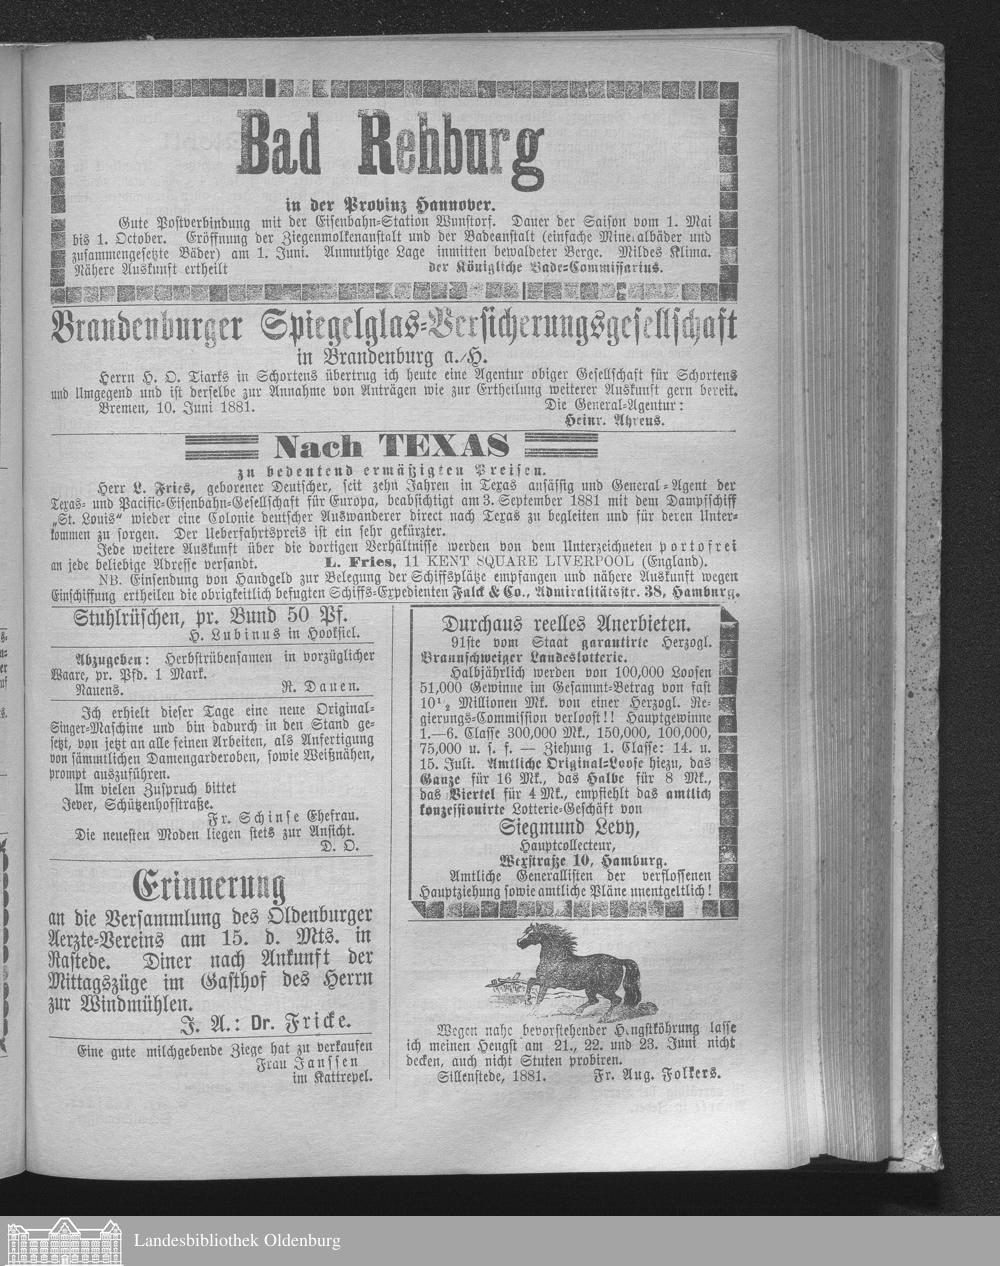 Bad Rehburg
in der Provinz Hannover.
Gute Postverbindung mit der Eisenbahn-Station Wunstorf. Dauer der Saison vom 1. Mai
bis 1. October. Eröffnung der Ziegenmolkenanstalt und der Badeanstalt (einfache Mineralbäder und
zusammengesetzte Bäder) am 1. Juni. Anmuthige Lage inmitten bewaldeter Berge. Mildes Klima.
Nähere Auskunft ertheilt der Königliche Bade-Commissarius.
Brandenburger Spiegelglas-Versicherungsgesellschaft
in Brandenburg a./H.
Herrn H. O. Tiarks in Schortens übertrug ich heute eine Agentur obiger Gesellschaft für Schortens
und Umgegend und ist derselbe zur Annahme von Anträgen wie zur Ertheilung weiterer Auskunft gern bereit.
Bremen, 10. Juni 1881. Die General-Agentur:
Heinr. Ahrens.
Nach TEXAS
zu bedeutend ermäßigten Preisen.
Herr L. Fries, geborener Deutscher, seit zehn Jahren in Texas ansässig und General-Agent der
Texas- und Pacific-Eisenbahn-Gesellschaft für Europa, beabsichtigt am 3. September 1881 mit dem Dampfschiff
„St. Louis“ wieder eine Colonie deutscher Auswanderer direct nach Texas zu begleiten und für deren Unter-
kommen zu sorgen. Der Ueberfahrtspreis ist ein sehr gekürzter.
Jede weitere Auskunft über die dortigen Verhältnisse werden von dem Unterzeichneten portofrei
an jede beliebige Adresse versandt. L. Fries, 11 KENT SQUARE LIVERPOOL (England).
NB. Einsendung von Handgeld zur Belegung der Schiffsplätze empfangen und nähere Auskunft wegen
Einschiffung ertheilen die obrigkeitlich befugten Schiffs-Expedienten Falck & Co., Admiralitätsstr. 38, Hamburg.
Stuhlrüschen, pr. Bund 50 Pf.
H. Lubinus in Hooksiel.
Abzugeben: Herbstrübensamen in vorzüglicher
Waare, pr. Pfd. 1 Mark.
Nauens. R. Dauen.
Ich erhielt dieser Tage eine neue Original-
Singer-Maschine und bin dadurch in den Stand ge-
setzt, von jetzt an alle feinen Arbeiten, als Anfertigung
von sämmtlichen Damengarderoben, sowie Weißnähen,
prompt auszuführen.
Um vielen Zuspruch bittet
Jever, Schützenhofstraße.
Fr. Schinse Ehefrau.
Die neuesten Moden liegen stets zur Ansicht.
D. O.
Erinnerung
an die Versammlung des Oldenburger
Aerzte-Vereins am 15. d. Mts. in
Rastede. Diner nach Ankunft der
Mittagszüge im Gasthof des Herrn
zur Windmühlen.
J. A.: Dr. Fricke.
Eine gute milchgebende Ziege hat zu verkaufen
Frau Janssen
im Kattrepel.
Durchaus reelles Anerbieten.
91ste vom Staat garantirte Herzogl.
Braunschweiger Landeslotterie.
Halbjährlich werden von 100,000 Loosen
51,000 Gewinne im Gesammt-Betrag von fast
10½ Millionen Mk. von einer Herzogl. Re-
gierungs-Commission verloost!! Hauptgewinne
1.—6. Classe 300,000 Mk., 150,000, 100,000,
75,000 u. s. f. — Ziehung 1. Classe: 14. u.
15. Juli. Amtliche Original-Loose hiezu, das
Ganze für 16 Mk., das Halbe für 8 Mk.,
das Viertel für 4 Mk., empfiehlt das amtlich
konzessionirte Lotterie-Geschäft von
Siegmund Levy,
Hauptcollecteur,
Wexstraße 10, Hamburg.
Amtliche Generallisten der verflossenen
Hauptziehung sowie amtliche Pläne unentgeltlich!
Wegen nahe bevorstehender Hengstköhrung lasse
ich meinen Hengst am 21., 22. und 23. Juni nicht
decken, auch nicht Stuten probiren.
Sillenstede, 1881. Fr. Aug. Folkers.
Landesbibliothek Oldenburg